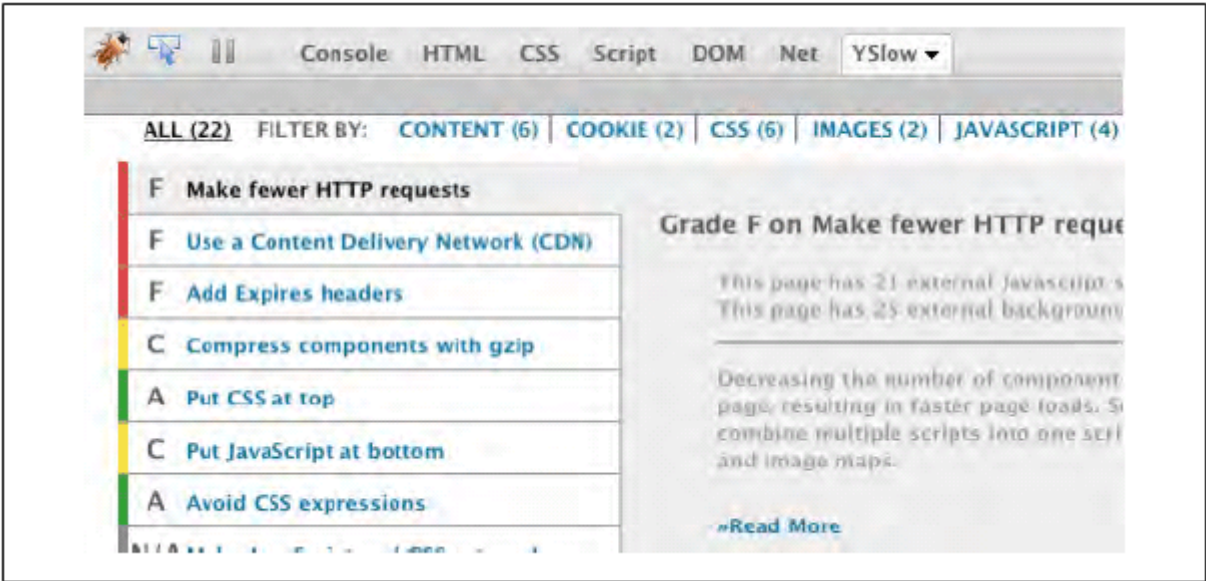 Console HTML CSS Script DOM Net YSlow
ALL (22) FILTER BY: CONTENT (6) | COOKIE (2) | CSS (6) | IMAGES (2) | JAVASCRIPT (4)
F Make fewer HTTP requests
F Use a Content Delivery Network (CDN)
F Add Expires headers
C Compress components with gzip
A Put CSS at top
C Put JavaScript at bottom
A Avoid CSS expressions
N/A
Grade F on Make fewer HTTP reque
This page has 21 external Javascript s
This page has 25 external background
Decreasing the number of component
page, resulting in faster page loads. S
combine multiple scripts into one scri
and image maps.
»Read More